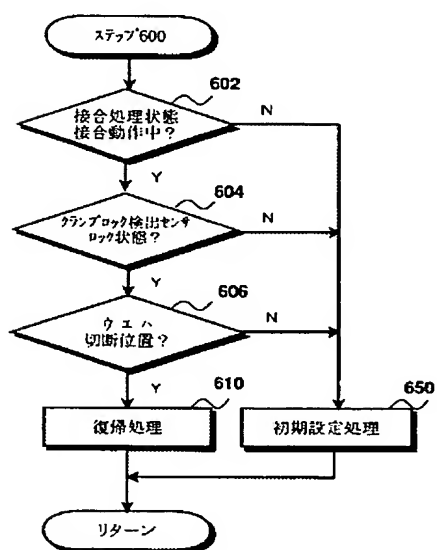 ステップ600
602
接合処理状態
接合動作中?
N
Y
604
クランプロック検出センサ
ロック状態?
N
Y
606
ウエハ
切断位置?
N
Y
610
復帰処理
650
初期設定処理
リターン